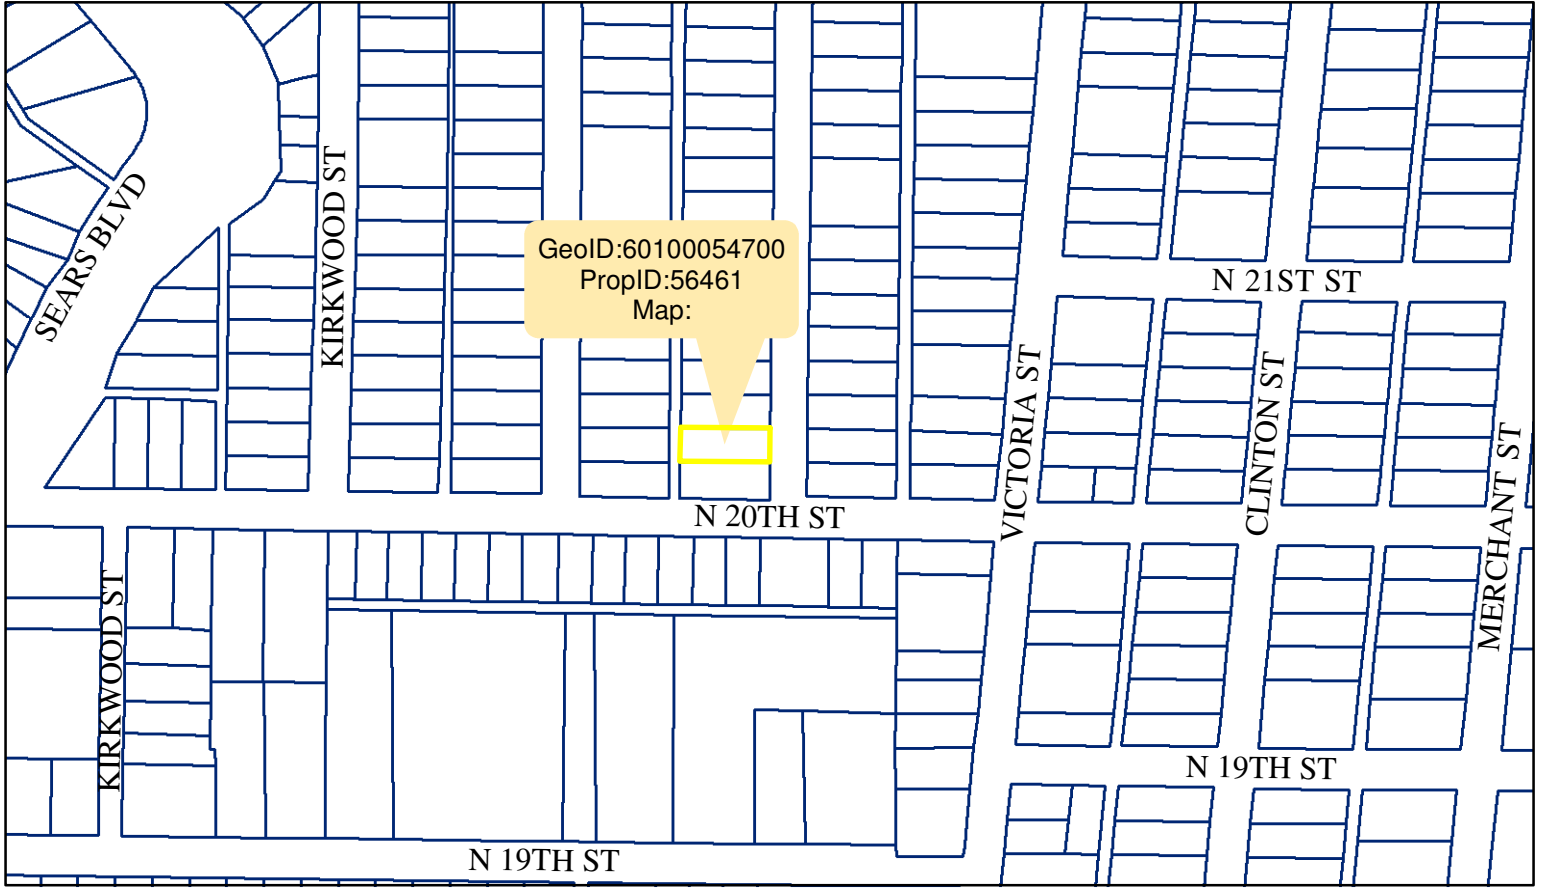 SEARS BLVD
KIRKWOOD ST
GeoID:60100054700
PropID:56461
Map:
N 21ST ST
VICTORIA ST
CLINTON ST
MERCHANT ST
N 20TH ST
KIRKWOOD ST
N 19TH ST
N 19TH ST